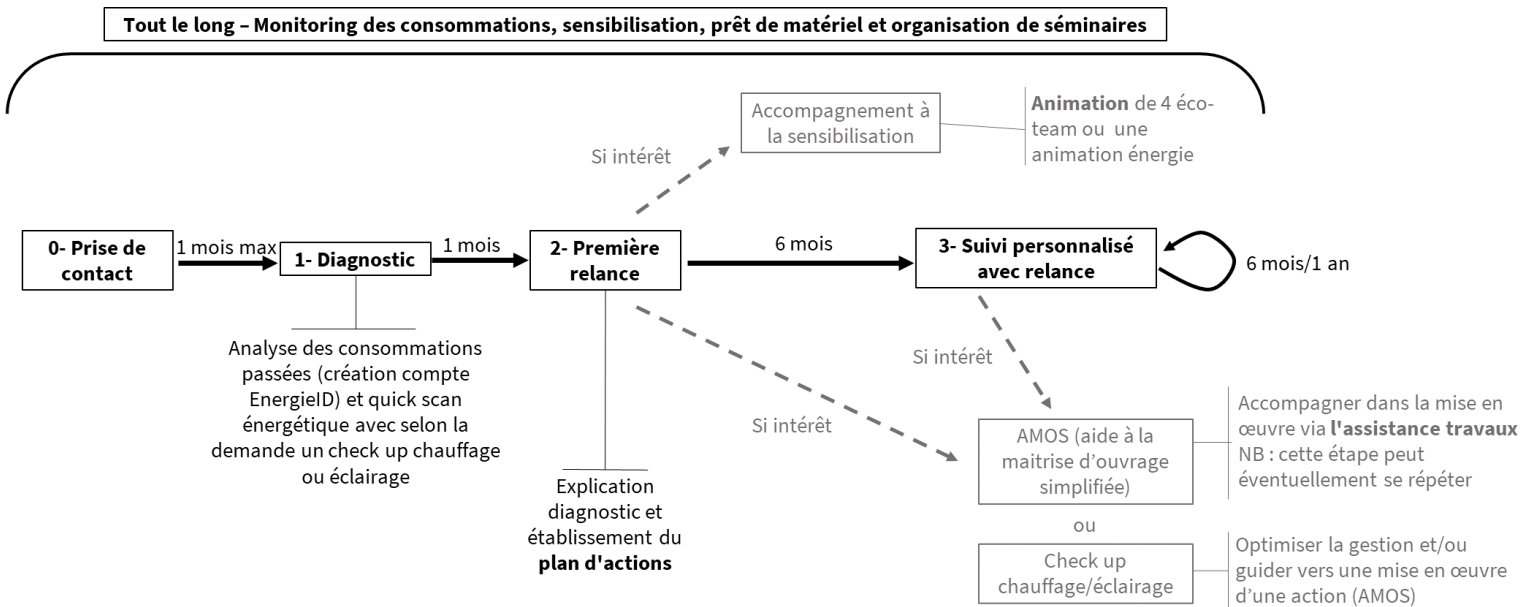 Tout le long – Monitoring des consommations, sensibilisation, prêt de matériel et organisation de séminaires
Accompagnement à
la sensibilisation
Animation de 4 éco-
team ou une
animation énergie
Si intérêt
0- Prise de
contact
1 mois max
1- Diagnostic
1 mois
2- Première
relance
6 mois
3- Suivi personnalisé
avec relance
6 mois/1 an
Analyse des consommations
passées (création compte
EnergieID) et quick scan
énergétique avec selon la
demande un check up chauffage
ou éclairage
Explication
diagnostic et
établissement du
plan d'actions
Si intérêt
Si intérêt
AMOS (aide à la
maitrise d’ouvrage
simplifiée)
Accompagner dans la mise en
œuvre via l'assistance travaux
NB : cette étape peut
éventuellement se répéter
ou
Check up
chauffage/éclairage
Optimiser la gestion et/ou
guider vers une mise en œuvre
d’une action (AMOS)